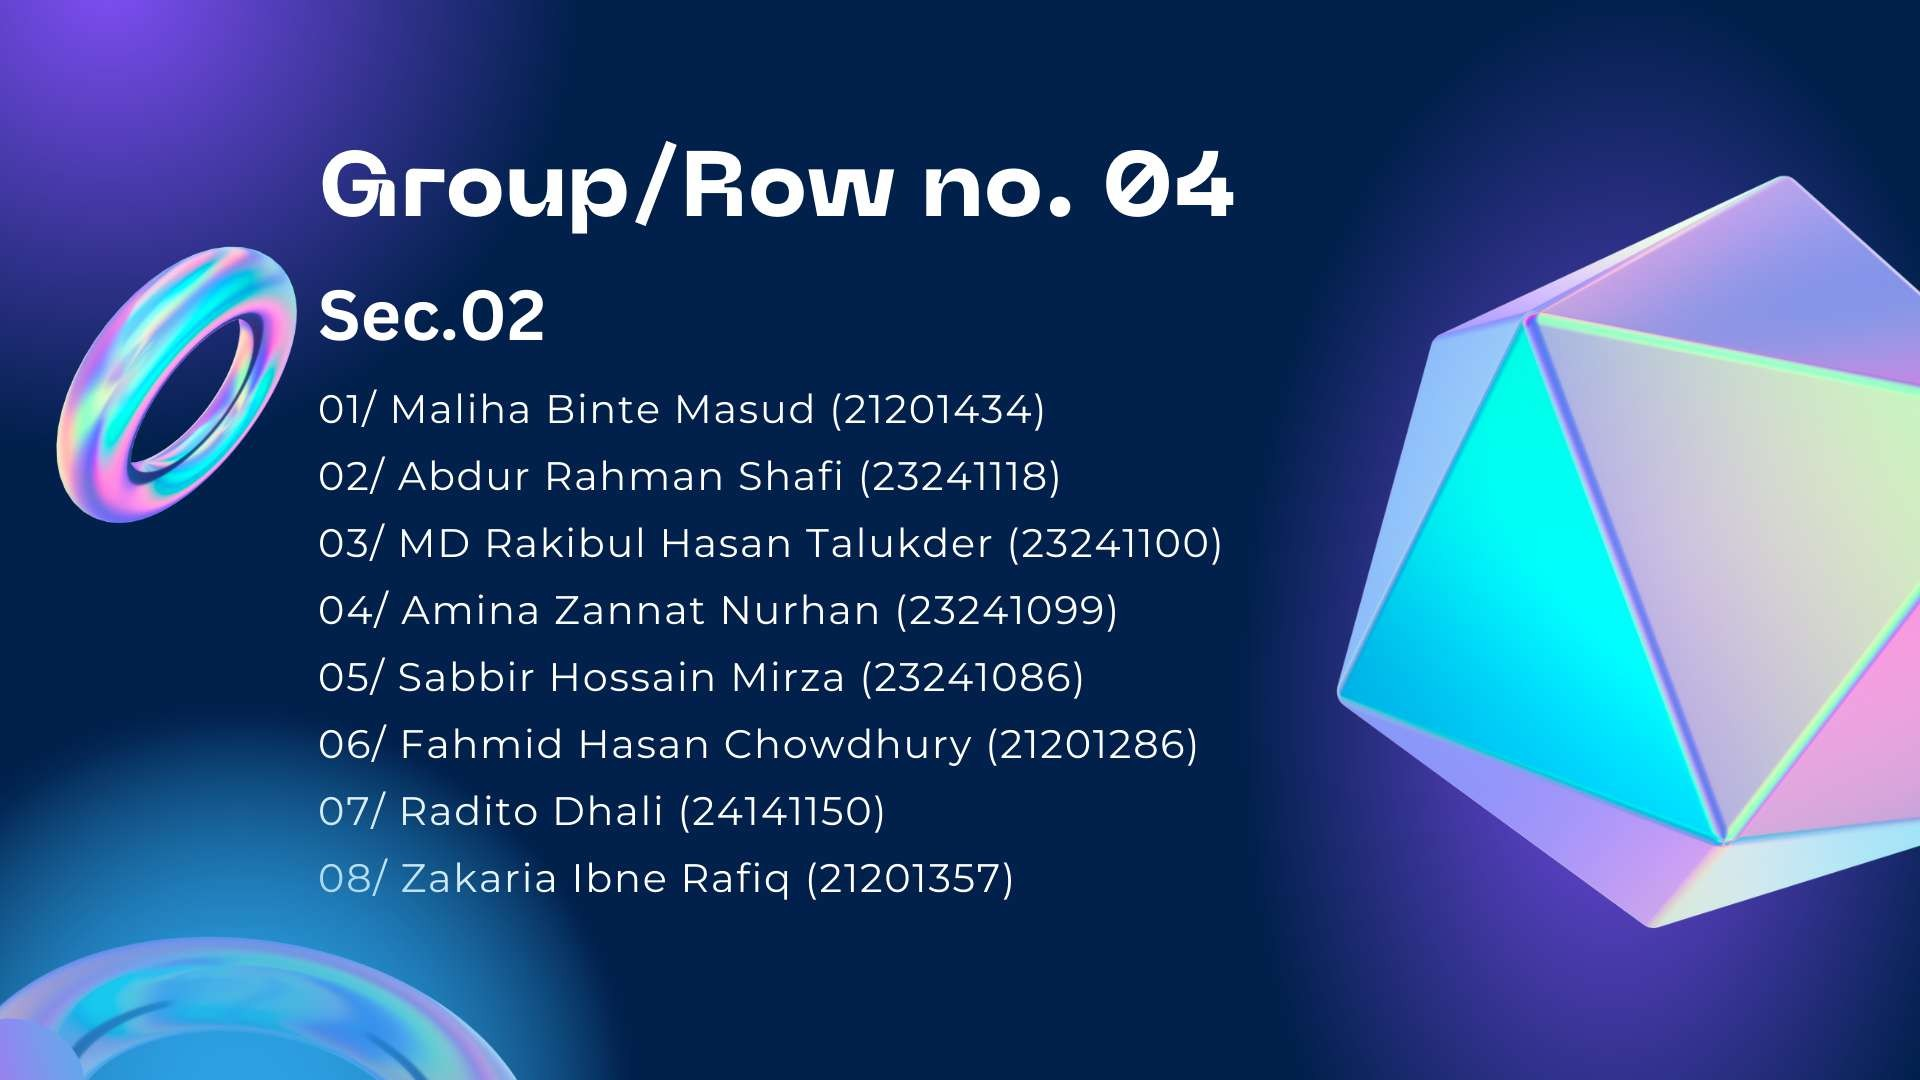 Group/Row no. 04
Sec.02
01/ Maliha Binte Masud (21201434)
02/ Abdur Rahman Shafi (23241118)
03/ MD Rakibul Hasan Talukder (23241100)
04/ Amina Zannat Nurhan (23241099)
05/ Sabbir Hossain Mirza (23241086)
06/ Fahmid Hasan Chowdhury (21201286)
07/ Radito Dhali (24141150)
08/ Zakaria Ibne Rafiq (21201357)